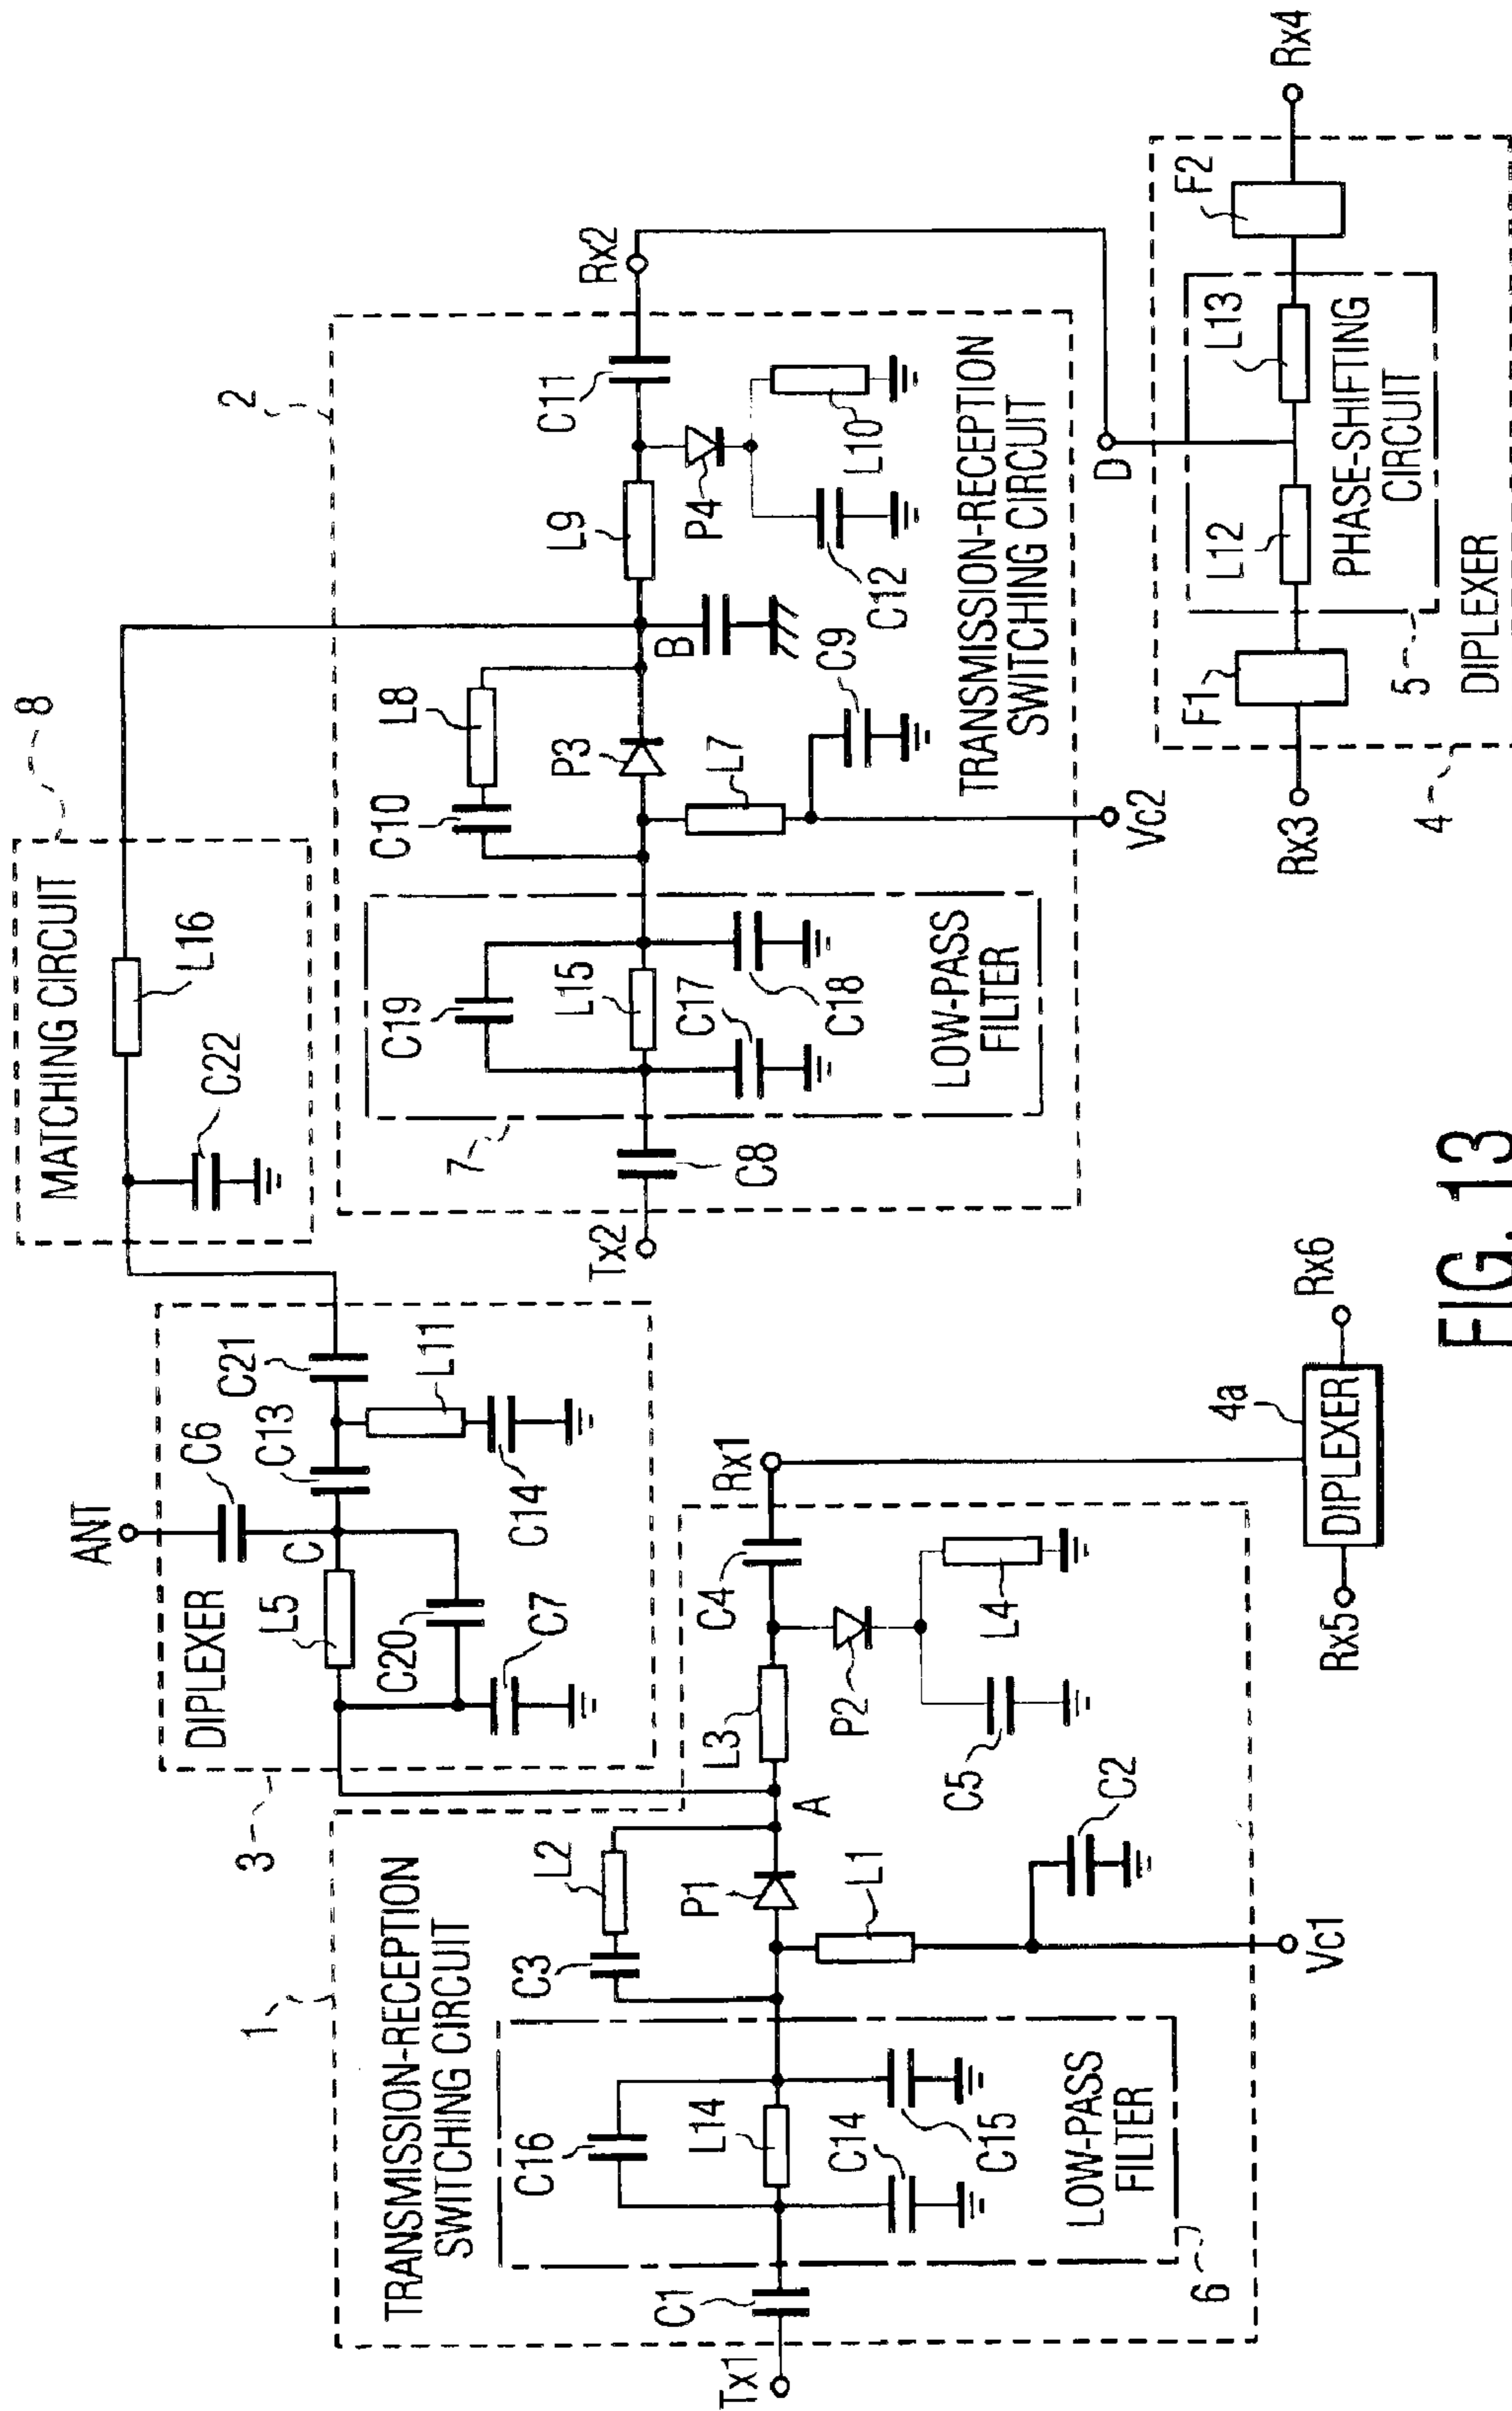 MATCHING CIRCUIT
8
L16
C22
ANT
C6
C13
C21
L11
C14
C
L5
C20
C7
DIPLEXER
3
2
Tx2
C8
7
C19
L15
C17
C18
LOW-PASS
FILTER
C10
L8
P3
L7
C9
Vc2
B
L9
P4
C12
L10
C11
Rx2
TRANSMISSION-RECEPTION
SWITCHING CIRCUIT
D
Rx3
F1
L12
L13
F2
Rx4
PHASE-SHIFTING
CIRCUIT
5
DIPLEXER
4
1
TRANSMISSION-RECEPTION
SWITCHING CIRCUIT
Tx1
C1
6
C16
L14
C14
C15
LOW-PASS
FILTER
C3
L2
P1
L1
C2
Vc1
A
L3
P2
C5
L4
C4
Rx1
4a
Rx5
DIPLEXER
Rx6
FIG. 13